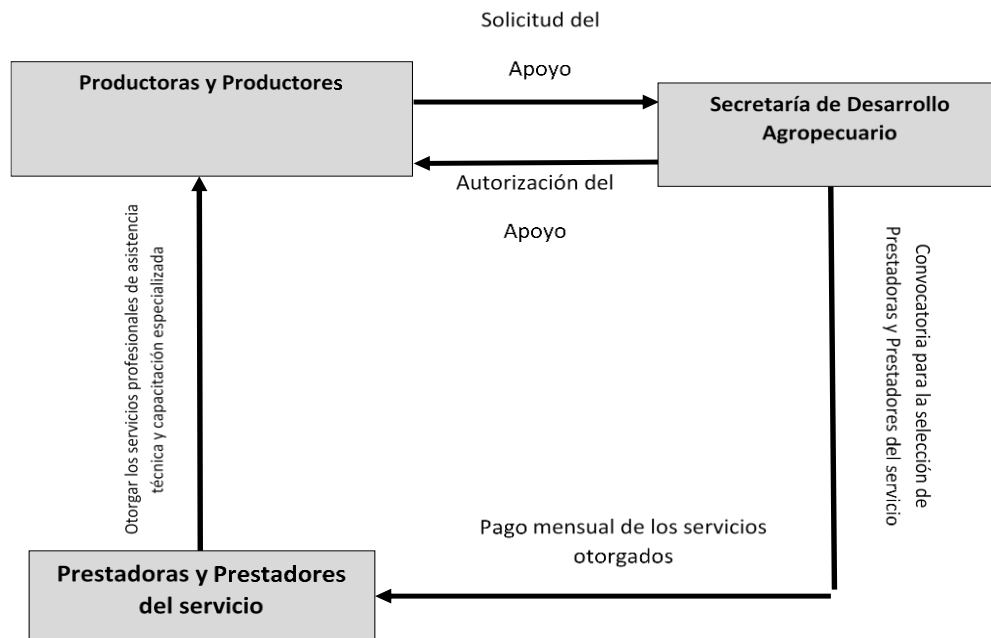 Solicitud del
Apoyo
Productoras y Productores
Secretaría de Desarrollo
Agropecuario
Autorización del
Apoyo
Otorgar los servicios profesionales de asistencia
técnica y capacitación especializada
Convocatoria para la selección de
Prestadoras y Prestadores del servicio
Pago mensual de los servicios
otorgados
Prestadoras y Prestadores
del servicio